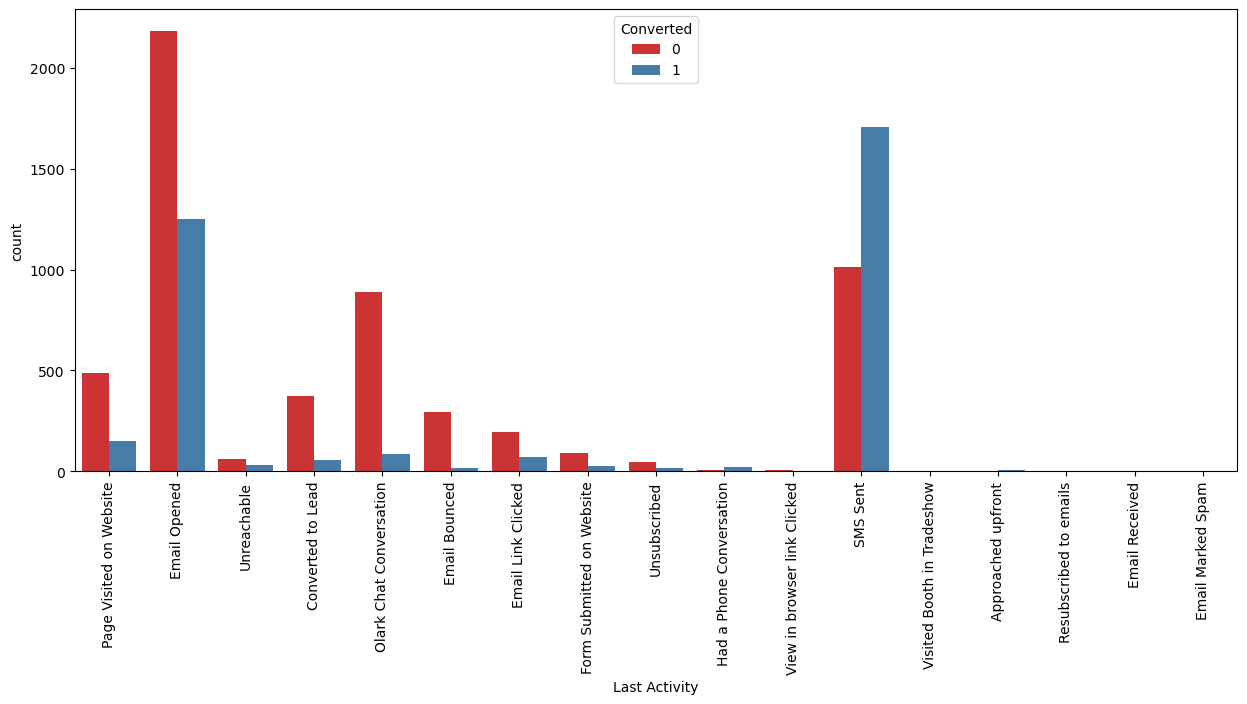 Converted
0
1
2000
1500
1000
500
0
count
Page Visited on Website
Email Opened
Unreachable
Converted to Lead
Olark Chat Conversation
Email Bounced
Email Link Clicked
Form Submitted on Website
Unsubscribed
Had a Phone Conversation
View in browser link Clicked
SMS Sent
Visited Booth in Tradeshow
Approached upfront
Resubscribed to emails
Email Received
Email Marked Spam
Last Activity